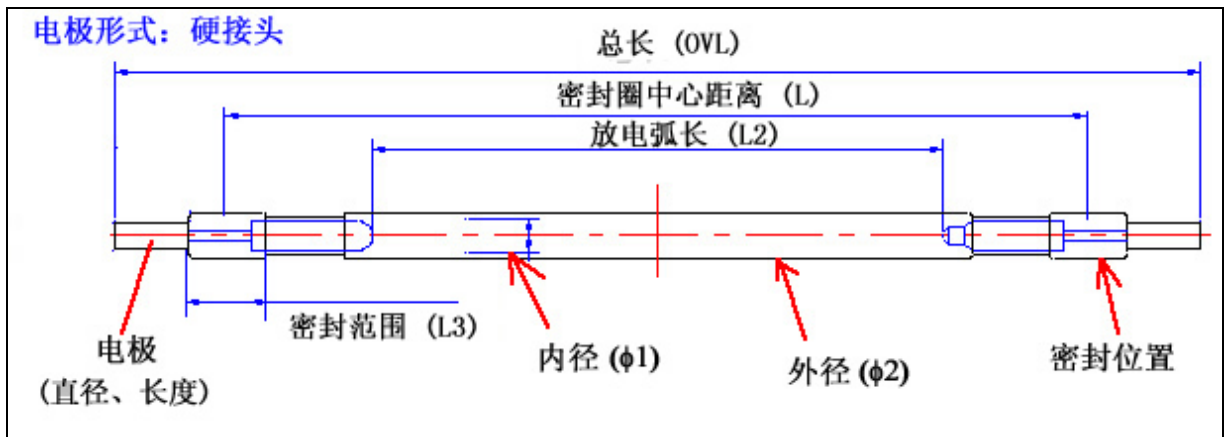 电极形式：硬接头
总长 (OVL)
密封圈中心距离 (L)
放电弧长 (L2)
密封范围 (L3)
电极
(直径、长度)
内径 (ϕ1)
外径 (ϕ2)
密封位置